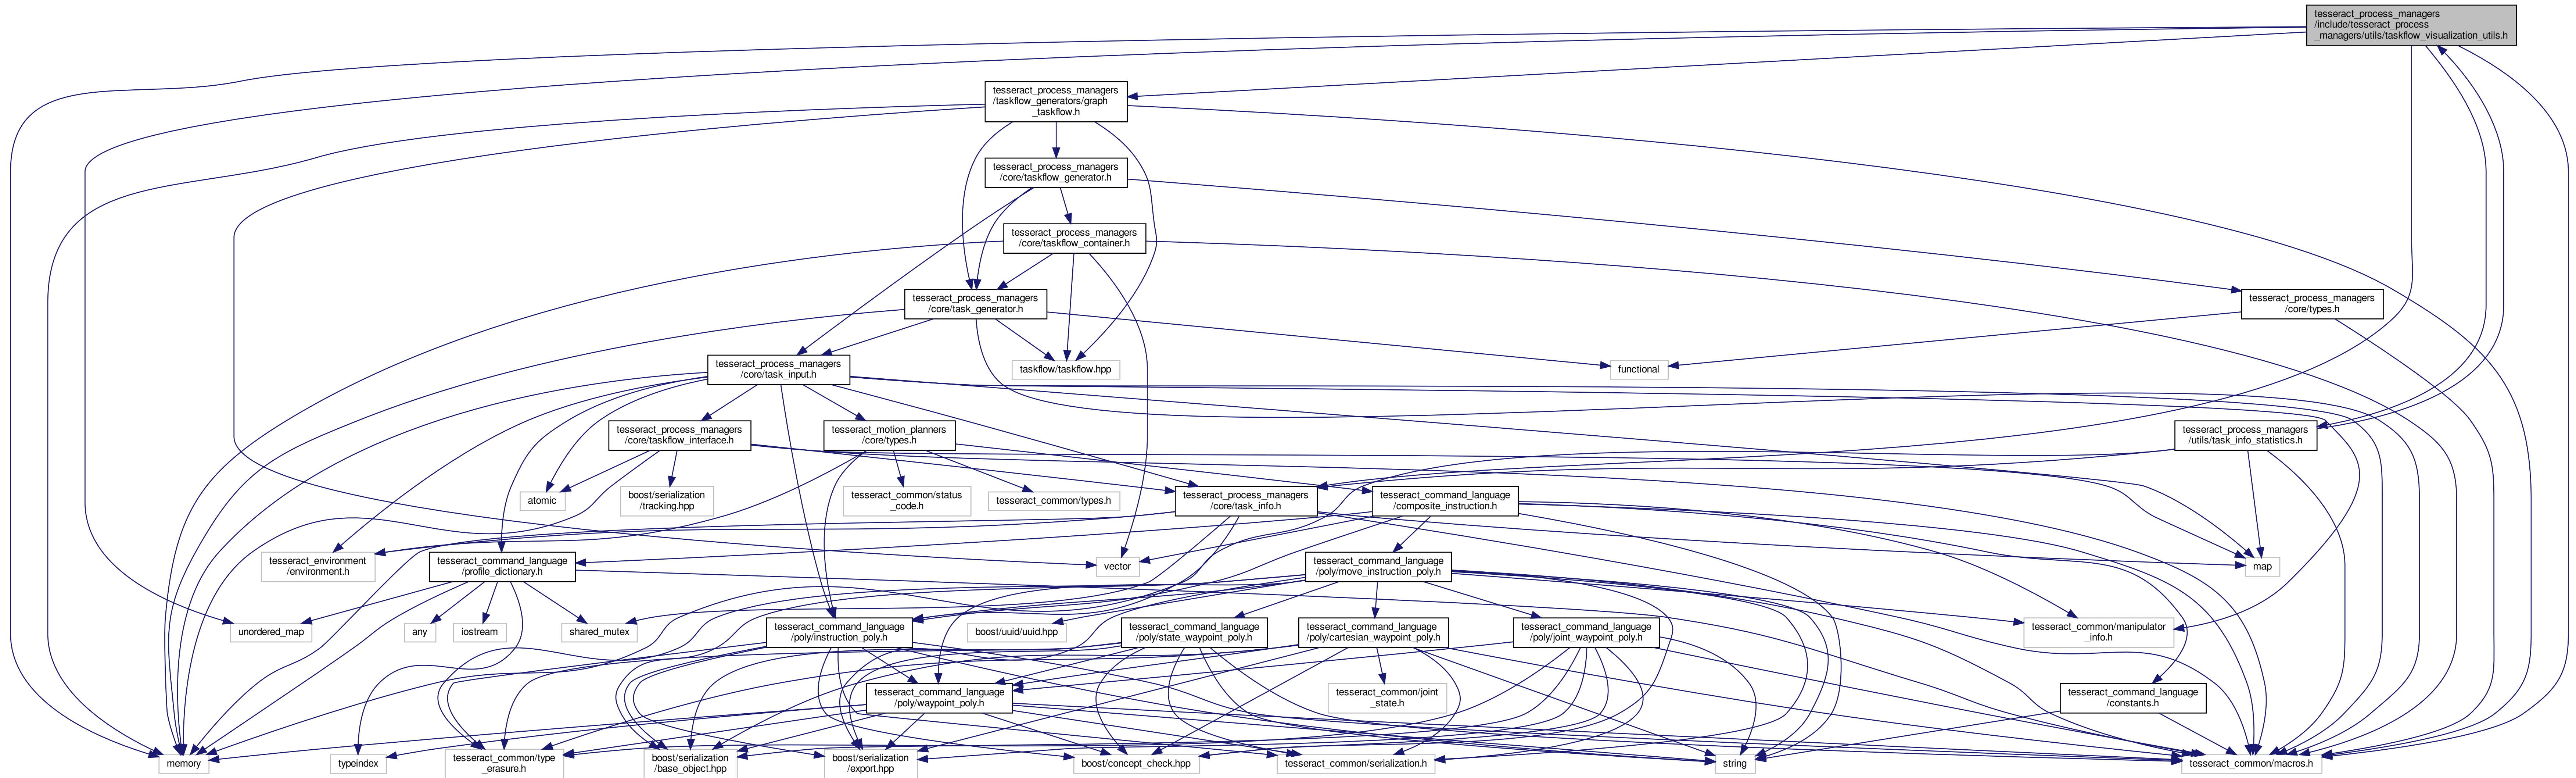 tesseract_process_managers
/include/tesseract_process
_managers/utils/taskflow_visualization_utils.h
tesseract_process_managers
/taskflow_generators/graph
_taskflow.h
tesseract_process_managers
/core/taskflow_generator.h
tesseract_process_managers
/core/taskflow_container.h
tesseract_process_managers
/core/task_generator.h
tesseract_process_managers
/core/types.h
tesseract_process_managers
/core/task_input.h
taskflow/taskflow.hpp
functional
tesseract_process_managers
/core/taskflow_interface.h
tesseract_motion_planners
/core/types.h
tesseract_process_managers
/utils/task_info_statistics.h
atomic
boost/serialization
/tracking.hpp
tesseract_common/status
_code.h
tesseract_common/types.h
tesseract_process_managers
/core/task_info.h
tesseract_command_language
/composite_instruction.h
tesseract_environment
/environment.h
tesseract_command_language
/profile_dictionary.h
vector
tesseract_command_language
/poly/move_instruction_poly.h
map
unordered_map
any
iostream
shared_mutex
tesseract_command_language
/poly/instruction_poly.h
boost/uuid/uuid.hpp
tesseract_command_language
/poly/state_waypoint_poly.h
tesseract_command_language
/poly/cartesian_waypoint_poly.h
tesseract_command_language
/poly/joint_waypoint_poly.h
tesseract_common/manipulator
_info.h
tesseract_command_language
/poly/waypoint_poly.h
tesseract_common/joint
_state.h
tesseract_command_language
/constants.h
memory
typeindex
tesseract_common/type
_erasure.h
boost/serialization
/base_object.hpp
boost/serialization
/export.hpp
boost/concept_check.hpp
tesseract_common/serialization.h
string
tesseract_common/macros.h